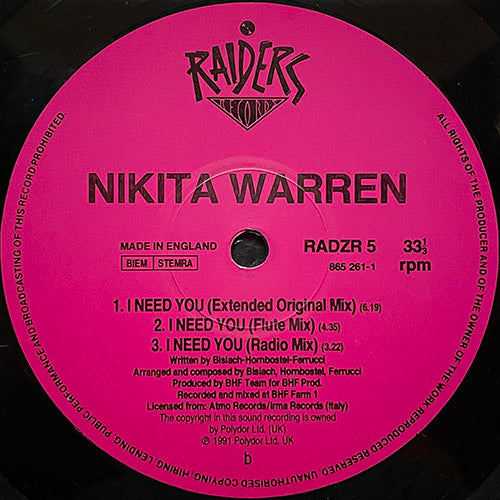 RAIDERS
RECORDS
NIKITA WARREN
MADE IN ENGLAND
BIEM STEMRA
RADZR 5
865 261-1
33⅓
rpm
1. I NEED YOU (Extended Original Mix) (6.19)
2. I NEED YOU (Flute Mix) (4.35)
3. I NEED YOU (Radio Mix) (3.22)
Written by Bisiach-Hornbostel-Ferrucci
Arranged and composed by Bisiach, Hornbostel, Ferrucci
Produced by BHF Team for BHF Prod.
Recorded and mixed at BHF Farm 1
Licensed from: Atmo Records/Irma Records (Italy)
The copyright in this sound recording is owned
by Polydor Ltd. (UK)
℗ 1991 Polydor Ltd. UK
b
ALL RIGHTS OF THE PRODUCER AND OF THE OWNER OF THE WORK REPRODUCED RESERVED UNAUTHORISED COPYING, HIRING, LENDING, PUBLIC PERFORMANCE AND BROADCASTING OF THIS RECORD PROHIBITED.